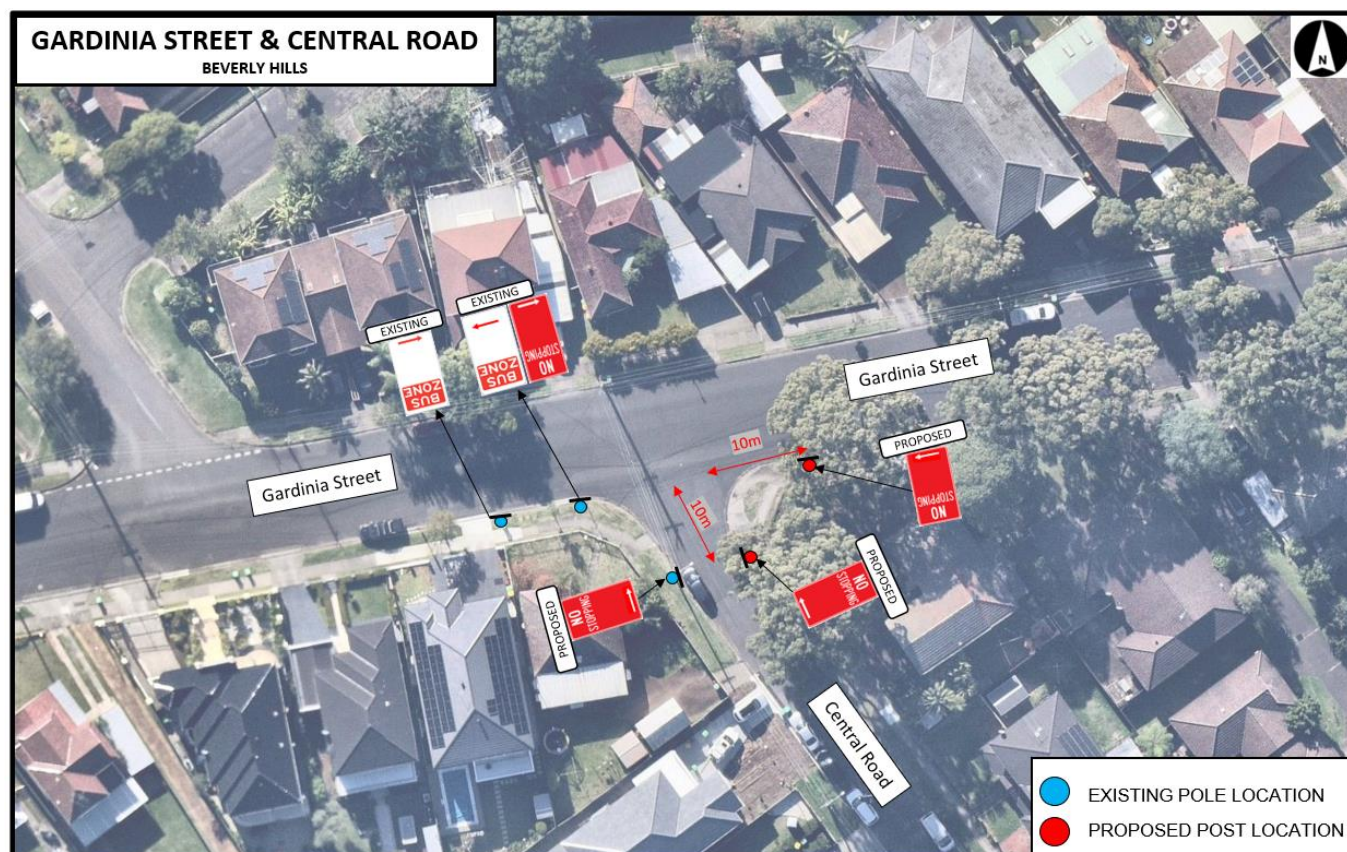 GARDINIA STREET & CENTRAL ROAD
BEVERLY HILLS
N
EXISTING
BUS
ZONE
EXISTING
BUS
ZONE
NO
STOPPING
Gardinia Street
Gardinia Street
10m
10m
PROPOSED
NO
STOPPING
PROPOSED
NO
STOPPING
PROPOSED
NO
STOPPING
Central Road
EXISTING POLE LOCATION
PROPOSED POST LOCATION